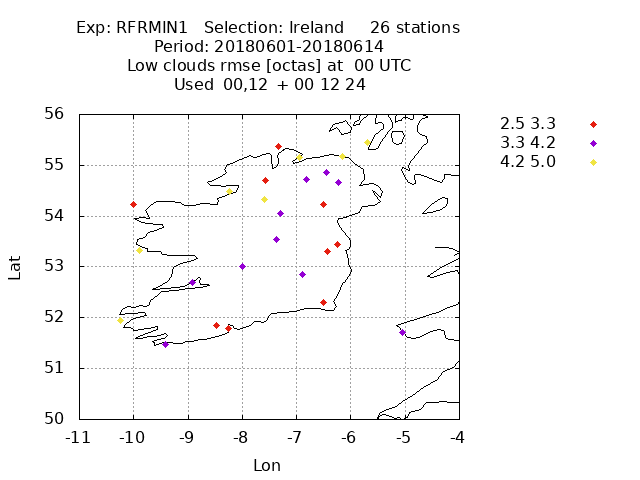 Exp: RFRMIN1 Selection: Ireland 26 stations
Period: 20180601-20180614
Low clouds rmse [octas] at 00 UTC
Used 00,12 + 00 12 24
2.5 3.3
3.3 4.2
4.2 5.0
56
55
54
53
52
51
50
Lat
-11 -10 -9 -8 -7 -6 -5 -4
Lon